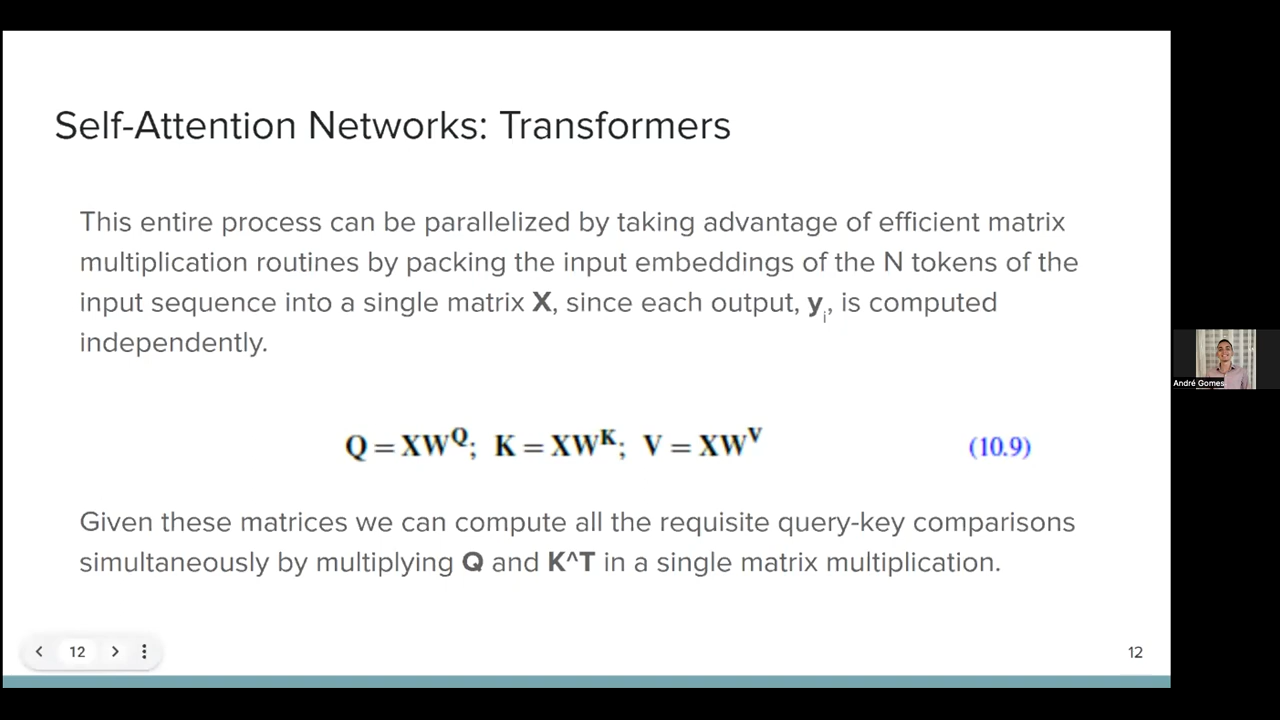 Self-Attention Networks: Transformers
This entire process can be parallelized by taking advantage of efficient matrix
multiplication routines by packing the input embeddings of the N tokens of the
input sequence into a single matrix X, since each output, yᵢ, is computed
independently.
Q = XW^Q; K = XW^K; V = XW^V (10.9)
Given these matrices we can compute all the requisite query-key comparisons
simultaneously by multiplying Q and K^T in a single matrix multiplication.
12
12
André Gomes